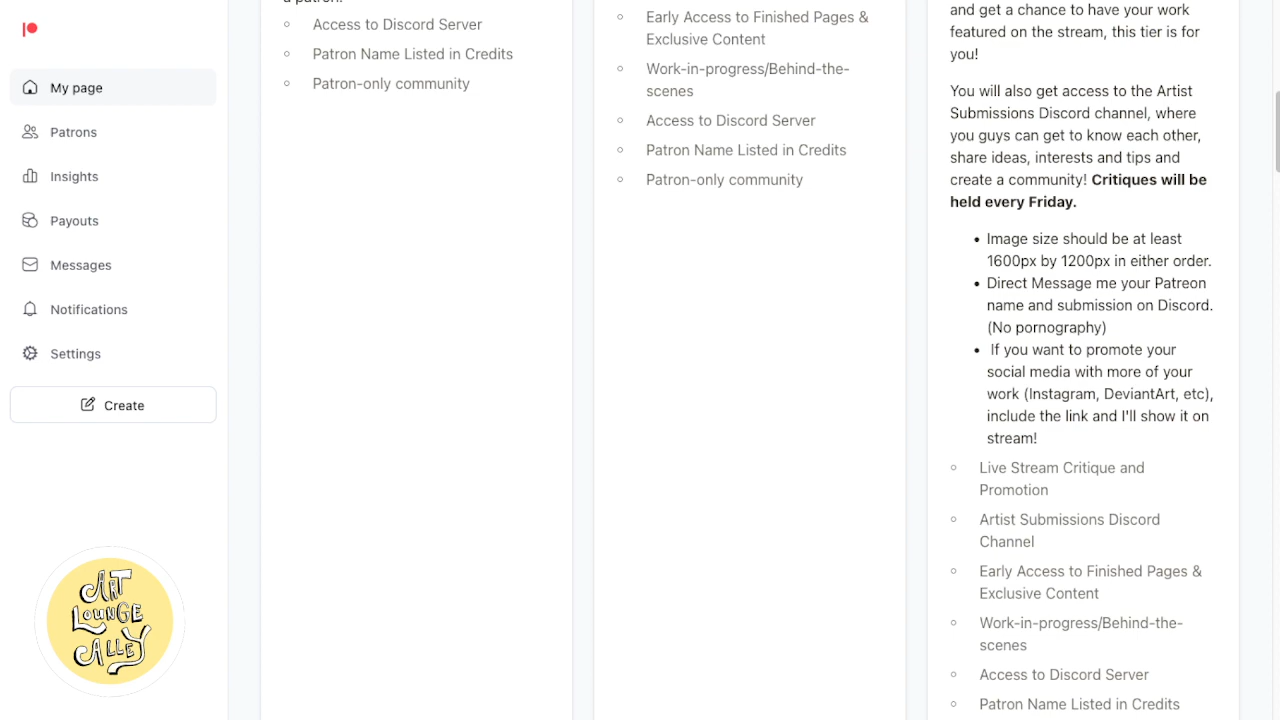 My page
Patrons
Insights
Payouts
Messages
Notifications
Settings
Create
ART
LOUNGE
ALLEY
a patron!
Access to Discord Server
Patron Name Listed in Credits
Patron-only community
Early Access to Finished Pages &
Exclusive Content
Work-in-progress/Behind-the-
scenes
Access to Discord Server
Patron Name Listed in Credits
Patron-only community
and get a chance to have your work
featured on the stream, this tier is for
you!
You will also get access to the Artist
Submissions Discord channel, where
you guys can get to know each other,
share ideas, interests and tips and
create a community! Critiques will be
held every Friday.
Image size should be at least
1600px by 1200px in either order.
Direct Message me your Patreon
name and submission on Discord.
(No pornography)
If you want to promote your
social media with more of your
work (Instagram, DeviantArt, etc),
include the link and I'll show it on
stream!
Live Stream Critique and
Promotion
Artist Submissions Discord
Channel
Early Access to Finished Pages &
Exclusive Content
Work-in-progress/Behind-the-
scenes
Access to Discord Server
Patron Name Listed in Credits